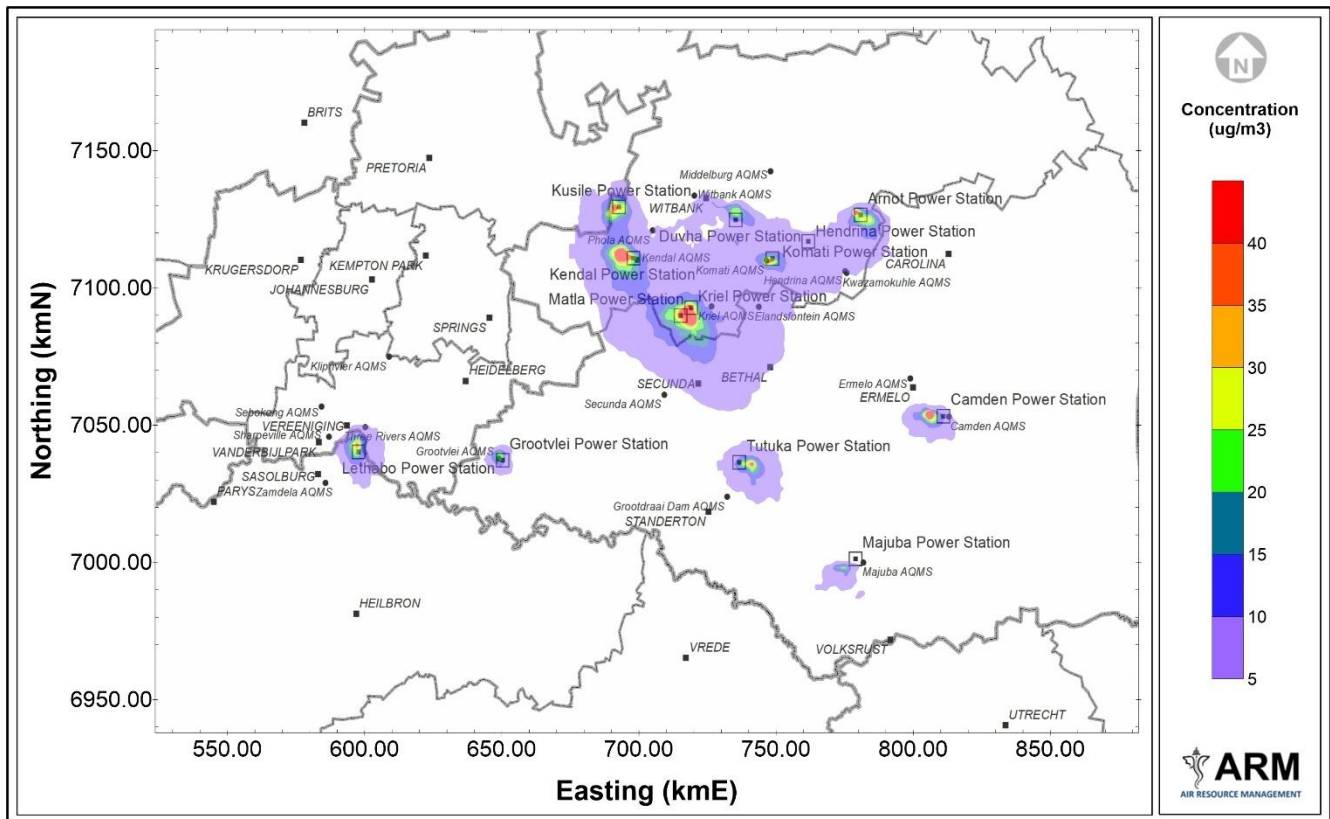 BRITS
PRETORIA
7150.00
Middelburg AQMS
Kusile Power Station
Witbank AQMS
WITBANK
Arnot Power Station
Phola AQMS
Duvha Power Station
Hendrina Power Station
KRUGERSDORP
KEMPTON PARK
Kendal AQMS
Komati Power Station
CAROLINA
JOHANNESBURG
Kendal Power Station
Komati AQMS
Hendrina AQMS
Kwazamokuhle AQMS
7100.00
Matla Power Station
Kriel Power Station
SPRINGS
Kriel AQMS
Elandsfontein AQMS
Kliprivier AQMS
HEIDELBERG
SECUNDA
BETHAL
Secunda AQMS
Ermelo AQMS
ERMELO
7050.00
Sebokeng AQMS
VEREENIGING
Sharpeville AQMS
Three Rivers AQMS
VANDERBIJLPARK
Camden Power Station
Camden AQMS
Grootvlei AQMS
Grootvlei Power Station
Tutuka Power Station
Lethabo Power Station
SASOLBURG
PARYS
Zamdela AQMS
Grootdraai Dam AQMS
STANDERTON
7000.00
Majuba Power Station
Majuba AQMS
HEILBRON
VREDE
VOLKSRUST
6950.00
UTRECHT
550.00 600.00 650.00 700.00 750.00 800.00 850.00
Northing (kmN)
Easting (kmE)
N
Concentration
(ug/m3)
40
35
30
25
20
15
10
5
ARM
AIR RESOURCE MANAGEMENT